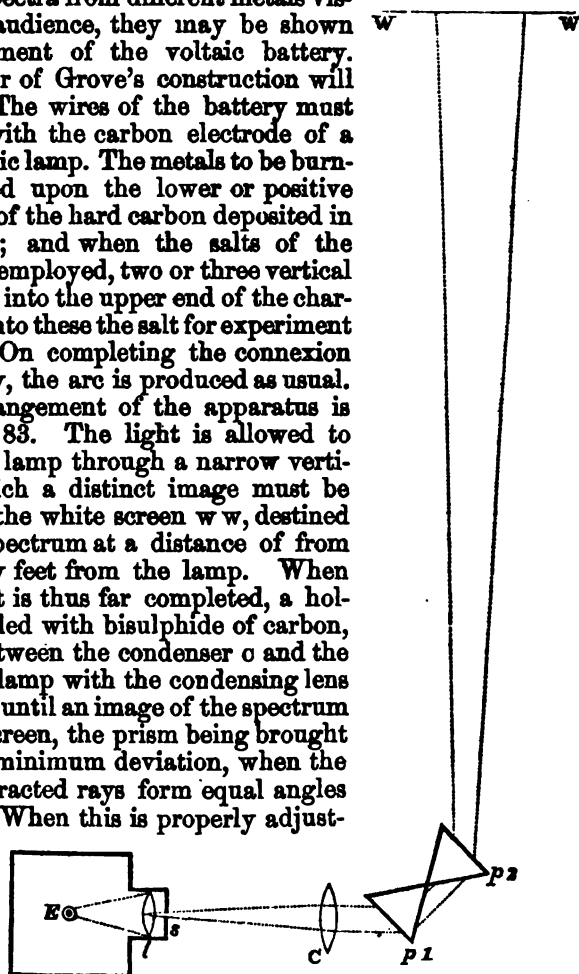 pectra from different metals vis-
audience, they may be shown
ment of the voltaic battery.
r of Grove's construction will
The wires of the battery must
with the carbon electrode of a
ic lamp. The metals to be burn-
d upon the lower or positive
of the hard carbon deposited in
; and when the salts of the
employed, two or three vertical
into the upper end of the char-
nto these the salt for experiment
On completing the connexion
y, the arc is produced as usual.
angement of the apparatus is
83. The light is allowed to
lamp through a narrow verti-
ich a distinct image must be
the white screen w w, destined
pectrum at a distance of from
y feet from the lamp. When
t is thus far completed, a hol-
led with bisulphide of carbon,
tween the condenser c and the
lamp with the condensing lens
until an image of the spectrum
creen, the prism being brought
minimum deviation, when the
racted rays form equal angles
When this is properly adjust-
W W
p2
E
s
l
C
p1